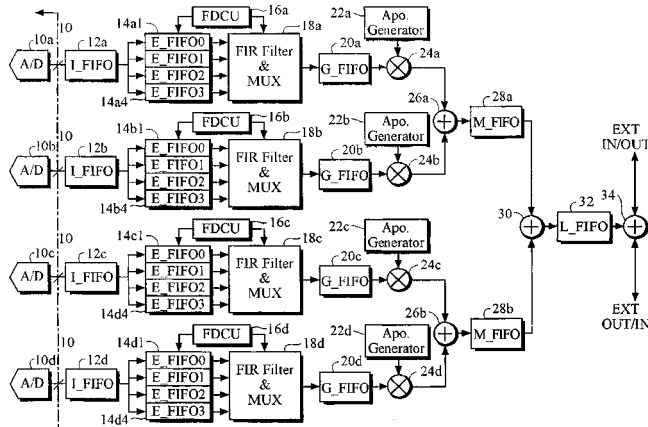 10 12a 14a1 16a 18a 22a
10a FDCU Apo. Generator
A/D I_FIFO E_FIFO0 FIR Filter & MUX 20a 24a
E_FIFO1 G_FIFO
E_FIFO2
E_FIFO3 26a 28a
14a4
10 12b 14b1 16b 18b 22b M_FIFO
10b FDCU Apo. Generator
A/D I_FIFO E_FIFO0 FIR Filter & MUX 20b 24b
E_FIFO1 G_FIFO
E_FIFO2
E_FIFO3
14b4
EXT IN/OUT
30 32 34
L_FIFO
10 12c 14c1 16c 18c 22c
10c FDCU Apo. Generator
A/D I_FIFO E_FIFO0 FIR Filter & MUX 20c 24c
E_FIFO1 G_FIFO
E_FIFO2
E_FIFO3 26b 28b
14d4
EXT OUT/IN
10 12d 14d1 16d 18d 22d M_FIFO
10d FDCU Apo. Generator
A/D I_FIFO E_FIFO0 FIR Filter & MUX 20d 24d
E_FIFO1 G_FIFO
E_FIFO2
E_FIFO3
14d4